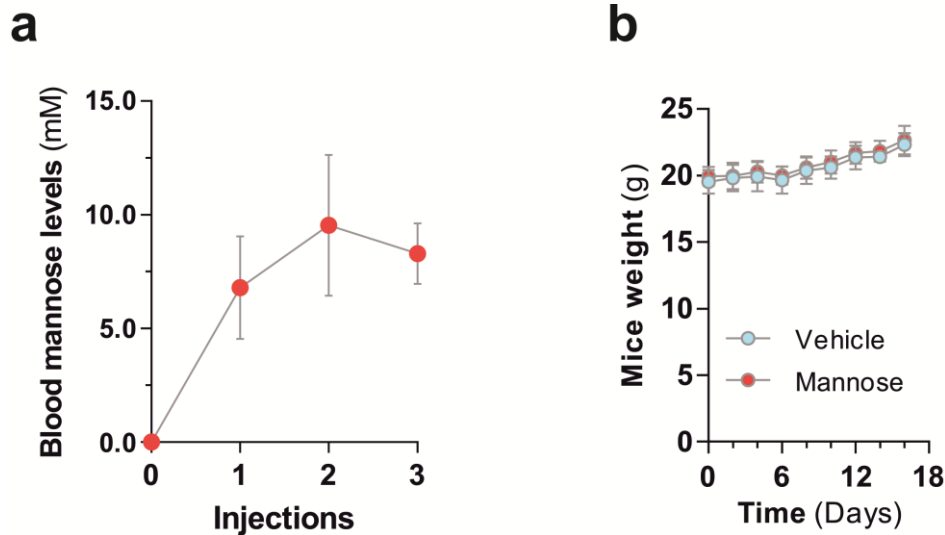 a
15.0
10.0
5.0
0.0
Blood mannose levels (mM)
0 1 2 3
Injections
b
25
20
15
10
5
0
Mice weight (g)
Vehicle
Mannose
0 6 12 18
Time (Days)